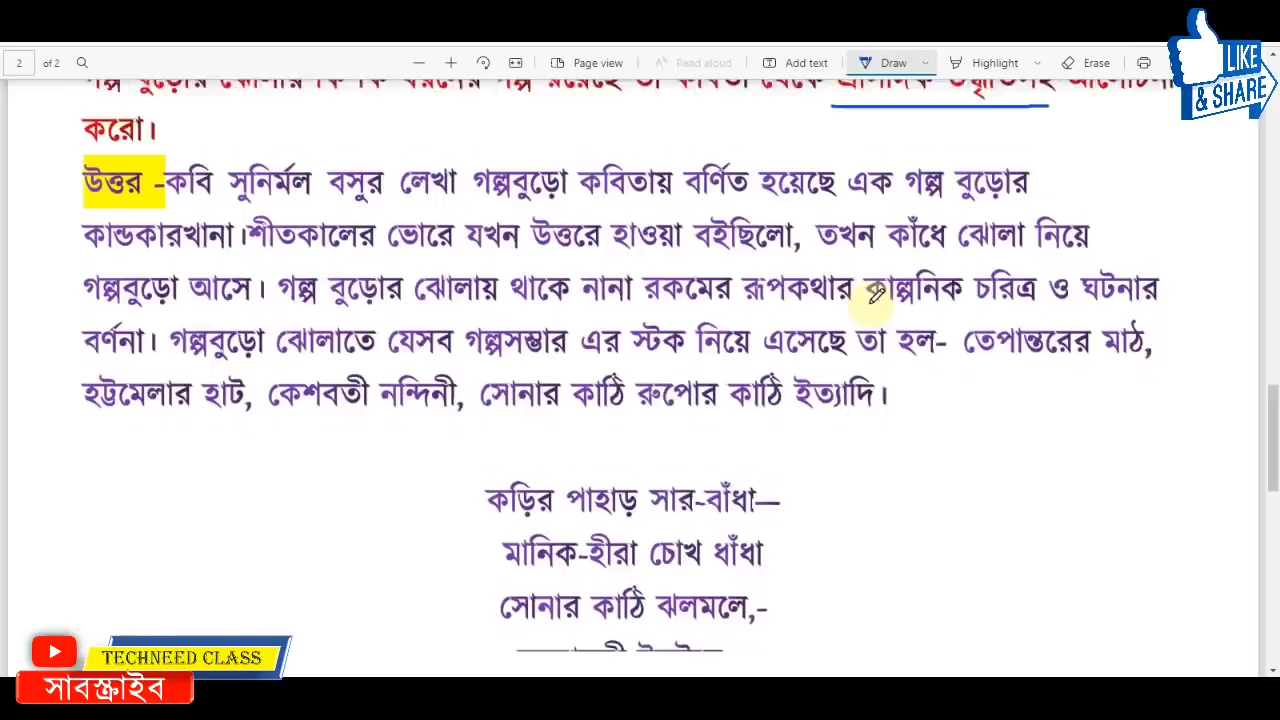 2 of 2
Page view
Read aloud
Add text
Draw
Highlight
Erase
LIKE & SHARE
করো।
উত্তর -কবি সুনির্মল বসুর লেখা গল্পবুড়ো কবিতায় বর্ণিত হয়েছে এক গল্প বুড়োর
কান্ডকারখানা।শীতকালের ভোরে যখন উত্তরে হাওয়া বইছিলো, তখন কাঁধে ঝোলা নিয়ে
গল্পবুড়ো আসে। গল্প বুড়োর ঝোলায় থাকে নানা রকমের রূপকথার কাল্পনিক চরিত্র ও ঘটনার
বর্ণনা। গল্পবুড়ো ঝোলাতে যেসব গল্পসম্ভার এর স্টক নিয়ে এসেছে তা হল- তেপান্তরের মাঠ,
হট্টমেলার হাট, কেশবতী নন্দিনী, সোনার কাঠি রুপোর কাঠি ইত্যাদি।
কড়ির পাহাড় সার-বাঁধা—
মানিক-হীরা চোখ ধাঁধা
সোনার কাঠি ঝলমলে,-
TECHNEED CLASS
সাবস্ক্রাইব